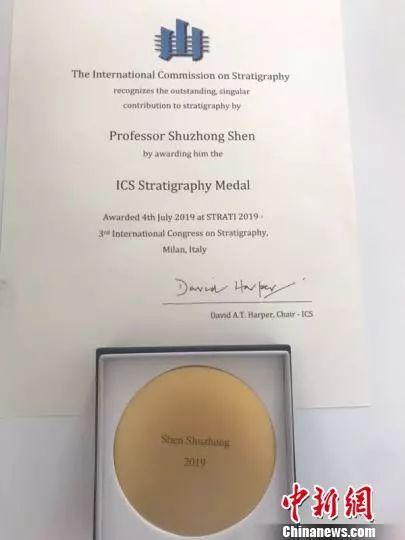 The International Commission on Stratigraphy
recognizes the outstanding, singular
contribution to stratigraphy by
Professor Shuzhong Shen
by awarding him the
ICS Stratigraphy Medal
Awarded 4th July 2019 at STRATI 2019 -
3rd International Congress on Stratigraphy,
Milan, Italy
David Harper
David A.T. Harper, Chair - ICS
Shen Shuzhong
2019
中新网
Chinanews.com